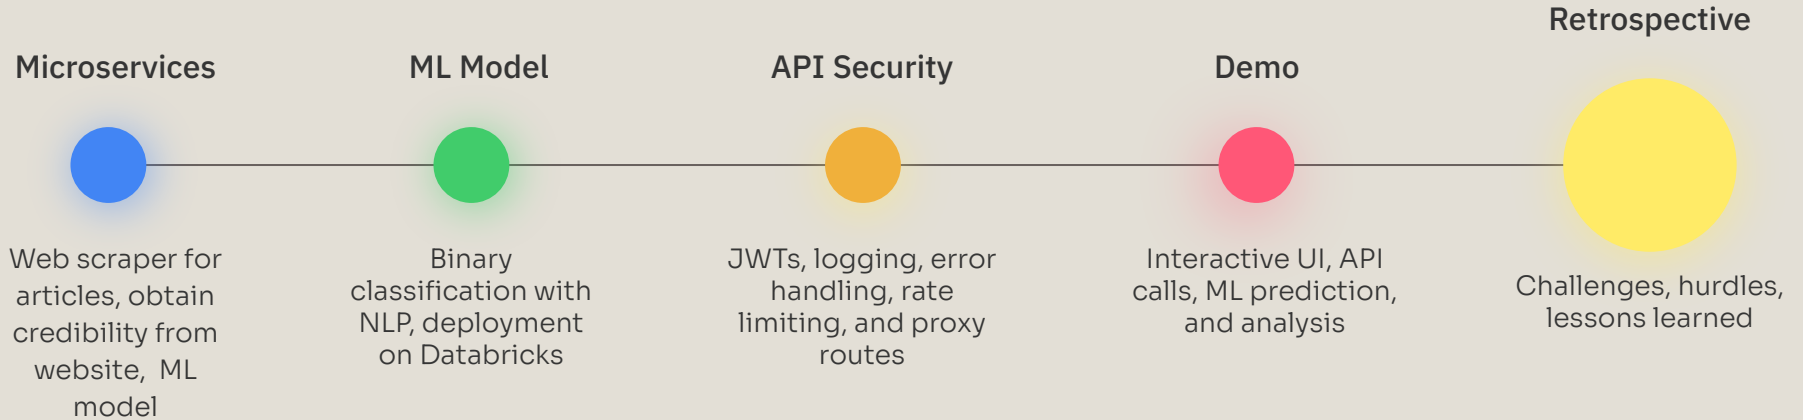 Microservices
Web scraper for
articles, obtain
credibility from
website,  ML
model
ML Model
Binary
classification with
NLP, deployment
on Databricks
API Security
JWTs, logging, error
handling, rate
limiting, and proxy
routes
Demo
Interactive UI, API
calls, ML prediction,
and analysis
Retrospective
Challenges, hurdles,
lessons learned